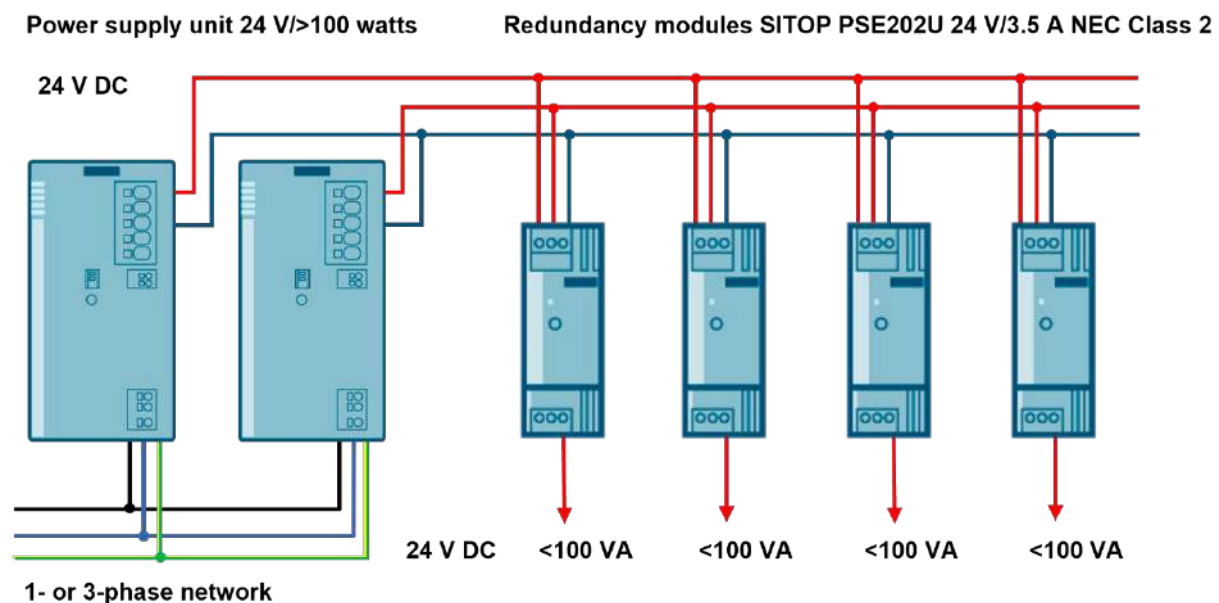 Power supply unit 24 V/>100 watts
Redundancy modules SITOP PSE202U 24 V/3.5 A NEC Class 2
24 V DC
24 V DC
<100 VA
<100 VA
<100 VA
<100 VA
1- or 3-phase network